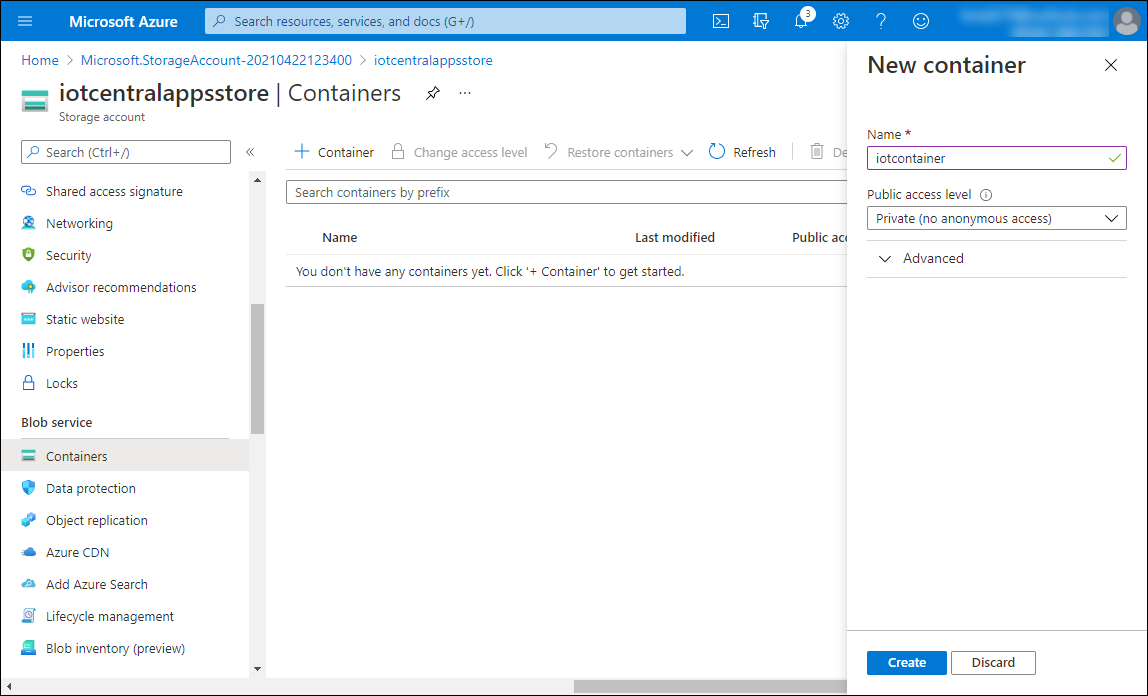 Microsoft Azure
Search resources, services, and docs (G+/)
3
Home > Microsoft.StorageAccount-20210422123400 > iotcentralappsstore
iotcentralappsstore | Containers
Storage account
Search (Ctrl+/)
Shared access signature
Networking
Security
Advisor recommendations
Static website
Properties
Locks
Blob service
Containers
Data protection
Object replication
Azure CDN
Add Azure Search
Lifecycle management
Blob inventory (preview)
+ Container Change access level Restore containers Refresh De
Search containers by prefix
Name Last modified Public acc
You don't have any containers yet. Click '+ Container' to get started.
New container
Name *
iotcontainer
Public access level
Private (no anonymous access)
Advanced
Create Discard